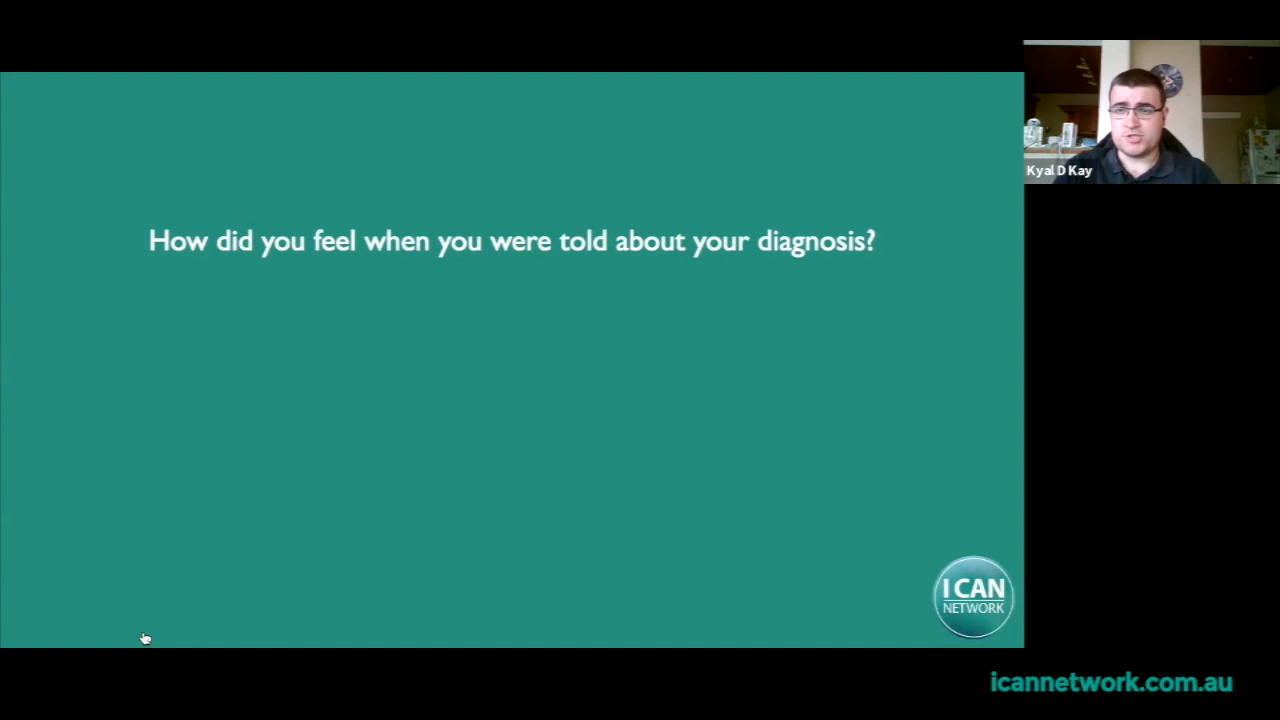 How did you feel when you were told about your diagnosis?
Kyal D Kay
I CAN
NETWORK
icannetwork.com.au